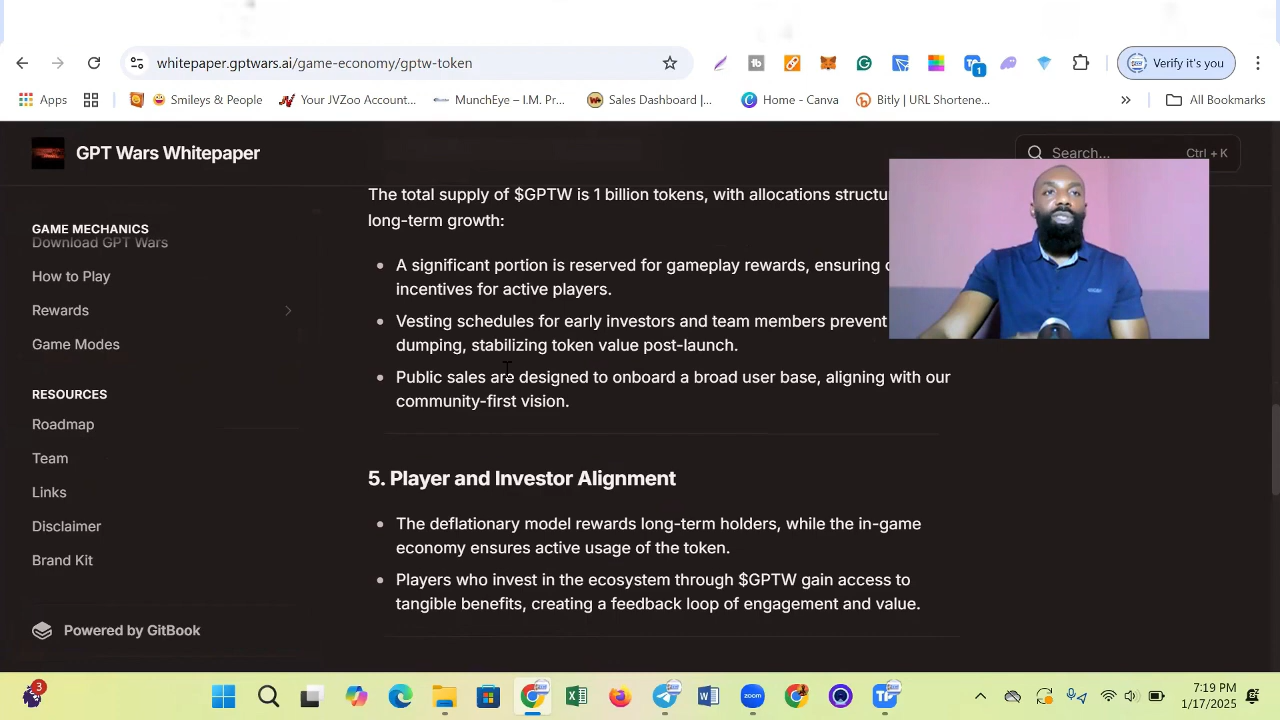 whitepaper.gptwars.ai/game-economy/gptw-token
1
Verify it's you
Apps
Smileys & People
Your JVZoo Account...
MunchEye – I.M. Pr...
Sales Dashboard |...
Home - Canva
Bitly | URL Shortene...
All Bookmarks
GPT Wars Whitepaper
Search...
Ctrl + K
GAME MECHANICS
Download GPT Wars
How to Play
Rewards
Game Modes
RESOURCES
Roadmap
Team
Links
Disclaimer
Brand Kit
Powered by GitBook
The total supply of $GPTW is 1 billion tokens, with allocations
long-term growth:
A significant portion is reserved for gameplay rewards, ensuring
incentives for active players.
Vesting schedules for early investors and team members prevent
dumping, stabilizing token value post-launch.
Public sales are designed to onboard a broad user base, aligning with our
community-first vision.
5. Player and Investor Alignment
The deflationary model rewards long-term holders, while the in-game
economy ensures active usage of the token.
Players who invest in the ecosystem through $GPTW gain access to
tangible benefits, creating a feedback loop of engagement and value.
3
zoom
7:19 PM
1/17/2025